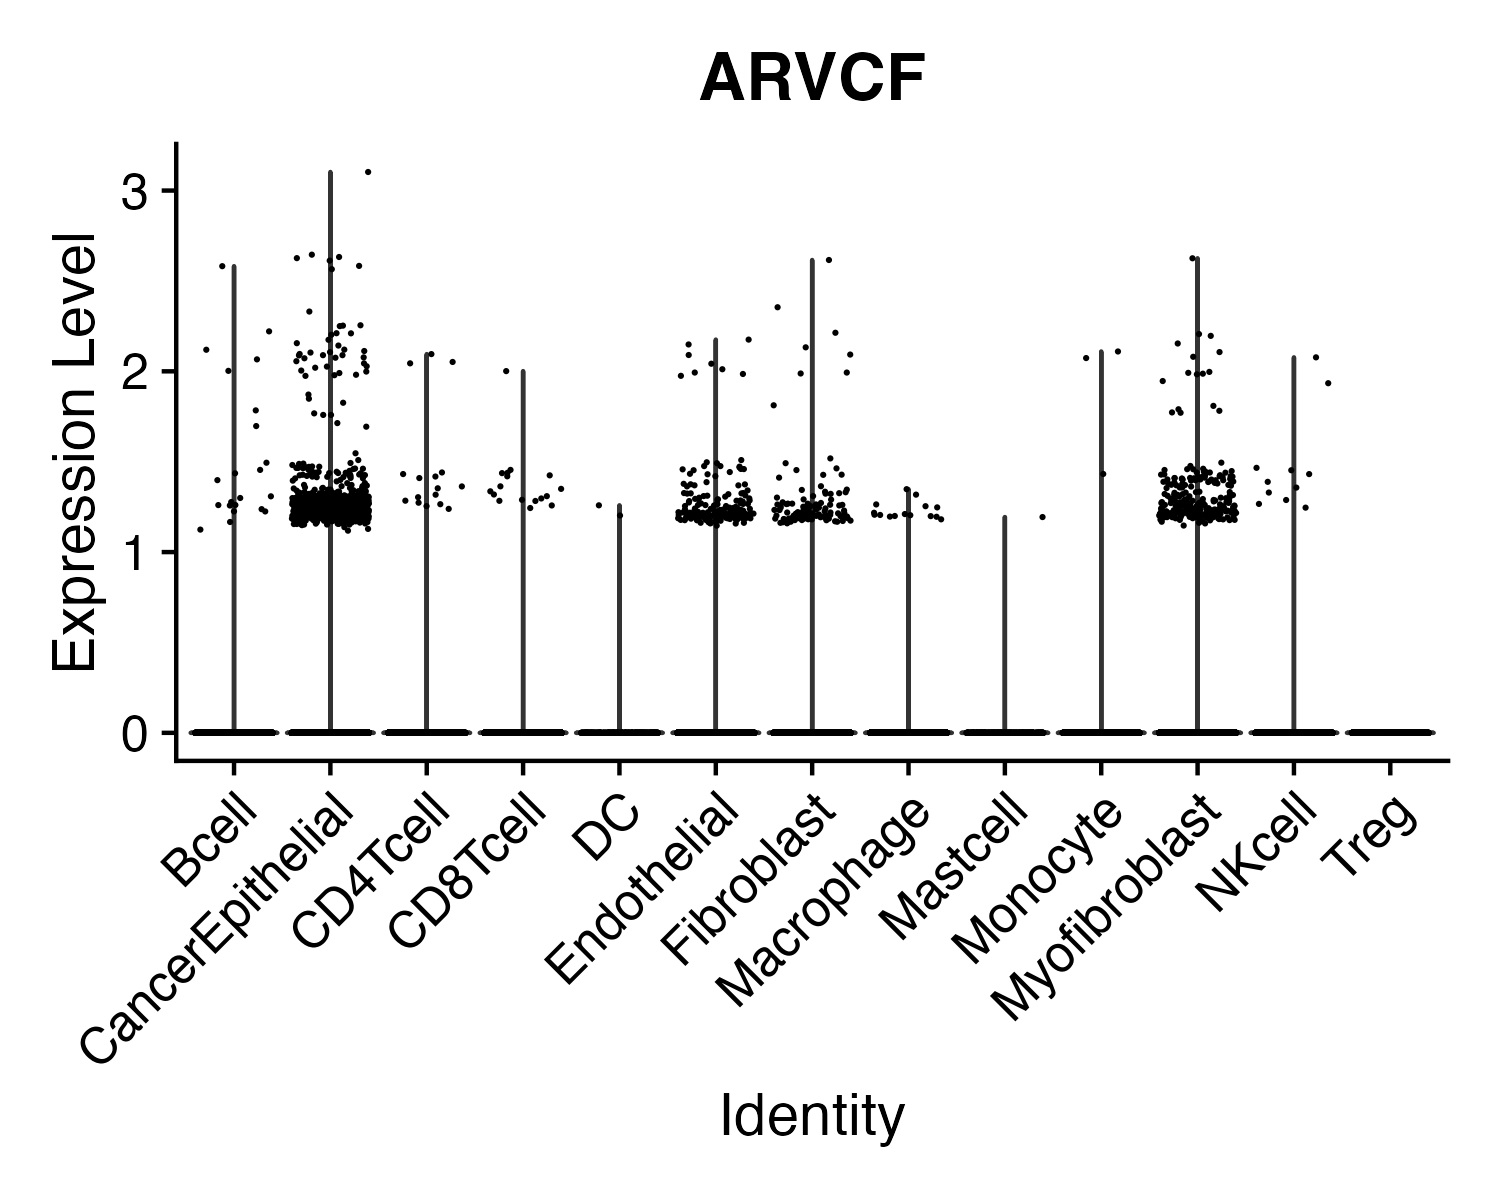 ARVCF
Expression Level
3
2
1
0
Bcell
CancerEpithelial
CD4Tcell
CD8Tcell
DC
Endothelial
Fibroblast
Macrophage
Mastcell
Monocyte
Myofibroblast
NKcell
Treg
Identity